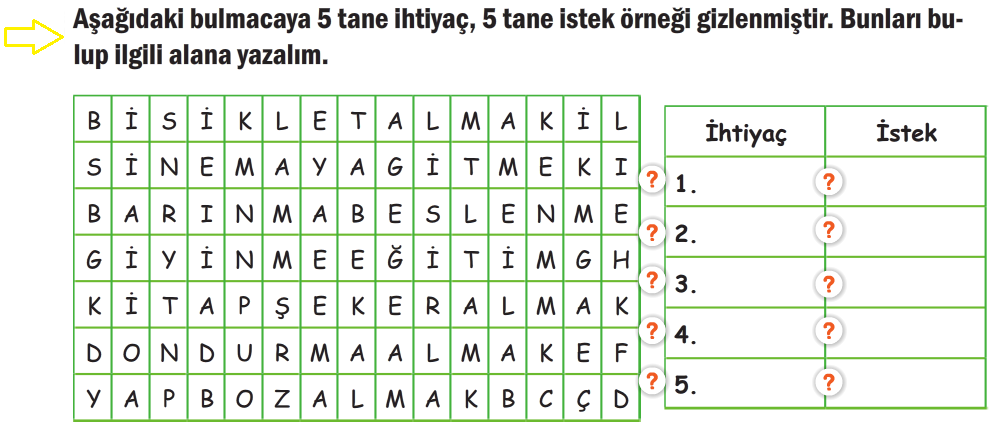 Aşağıdaki bulmacaya 5 tane ihtiyaç, 5 tane istek örneği gizlenmiştir. Bunları bu-
lup ilgili alana yazalım.
B İ S İ K L E T A L M A K İ L
S İ N E M A Y A G İ T M E K I
B A R I N M A B E S L E N M E
G İ Y İ N M E E Ğ İ T İ M G H
K İ T A P Ş E K E R A L M A K
D O N D U R M A A L M A K E F
Y A P B O Z A L M A K B C Ç D
İhtiyaç İstek
? 1. ?
? 2. ?
? 3. ?
? 4. ?
? 5. ?